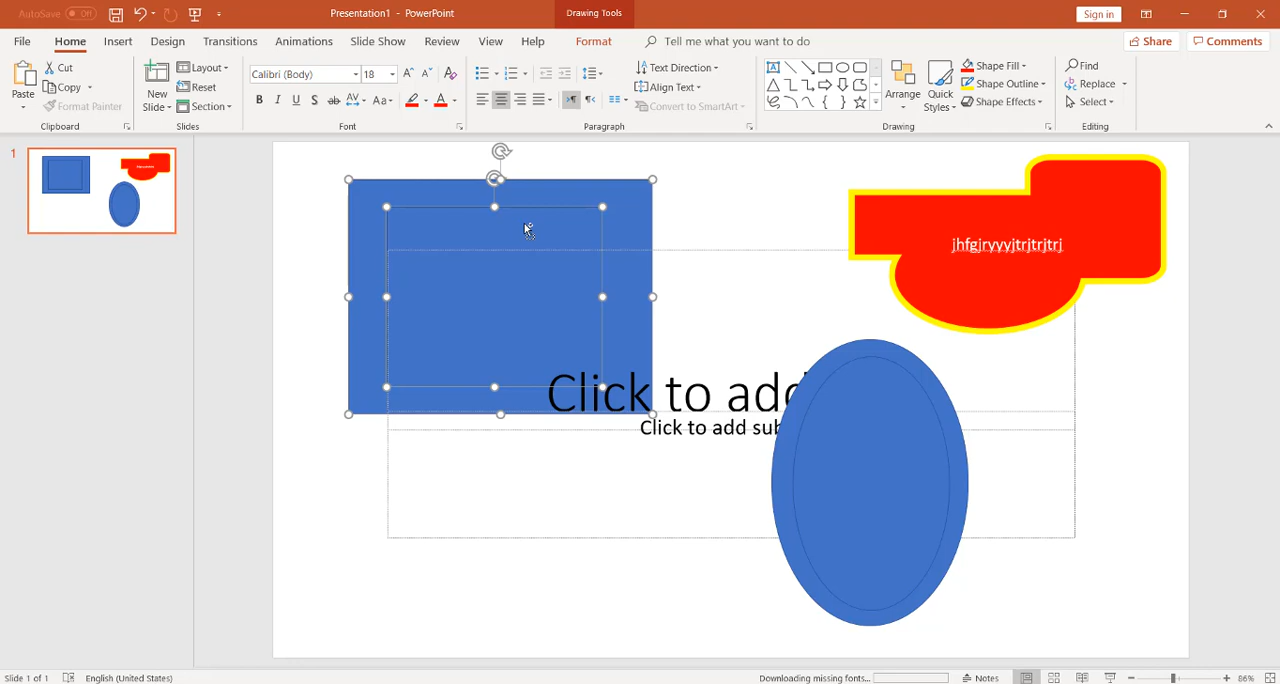 AutoSave Off Presentation1 - PowerPoint Drawing Tools Sign in
File Home Insert Design Transitions Animations Slide Show Review View Help Format Tell me what you want to do Share Comments
Paste
Cut
Copy
Format Painter
Clipboard
New
Slide
Layout
Reset
Section
Slides
Calibri (Body) 18
B I U S ab AV Aa A
Font
Text Direction
Align Text
Convert to SmartArt
Paragraph
Arrange
Quick
Styles
Shape Fill
Shape Outline
Shape Effects
Drawing
Find
Replace
Select
Editing
1
jhfgjryyyjtrjtrjtrj
Click to add
Click to add sub
Slide 1 of 1 English (United States) Downloading missing fonts... Notes 86%